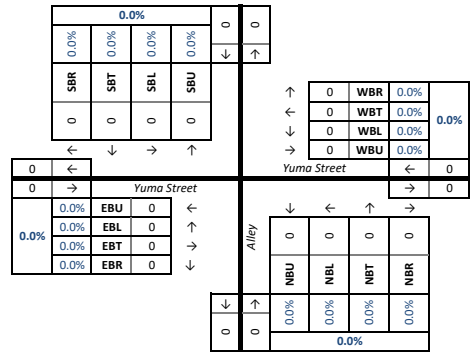 0.0%
0.0% 0.0% 0.0% 0.0% 0 0
↓ ↑
SBR SBT SBL SBU
0 0 0 0
← ↓ → ↑
↑ 0 WBR 0.0%
← 0 WBT 0.0%
↓ 0 WBL 0.0%
→ 0 WBU 0.0%
0.0%
0 ← Yuma Street ← 0
0 → Yuma Street → 0
0.0%
0.0% EBU 0 ←
0.0% EBL 0 ↑
0.0% EBT 0 →
0.0% EBR 0 ↓
Alley
↓ ← ↑ →
0 0 0 0
NBU NBL NBT NBR
↓ ↑
0 0 0.0% 0.0% 0.0% 0.0%
0.0%